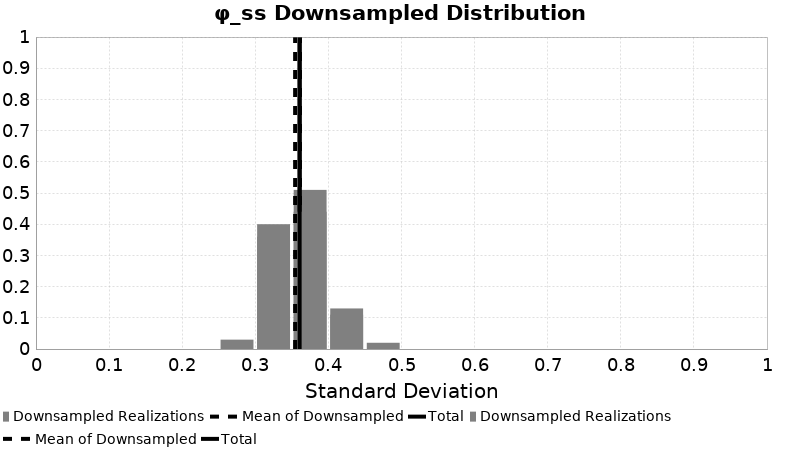 φ_ss Downsampled Distribution
1
0.9
0.8
0.7
0.6
0.5
0.4
0.3
0.2
0.1
0
0 0.1 0.2 0.3 0.4 0.5 0.6 0.7 0.8 0.9 1
Standard Deviation
Downsampled Realizations Mean of Downsampled Total Downsampled Realizations
Mean of Downsampled Total